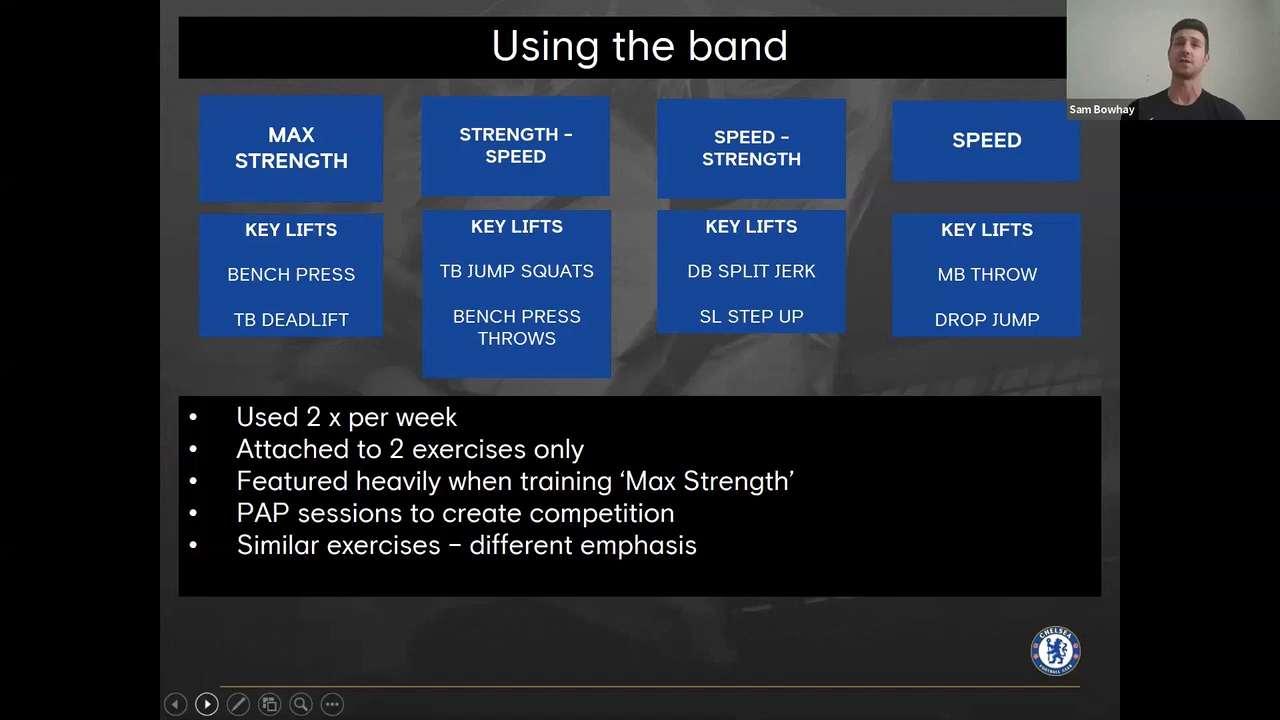 Using the band
Sam Bowhay
MAX
STRENGTH
STRENGTH –
SPEED
SPEED –
STRENGTH
SPEED
KEY LIFTS
BENCH PRESS
TB DEADLIFT
KEY LIFTS
TB JUMP SQUATS
BENCH PRESS
THROWS
KEY LIFTS
DB SPLIT JERK
SL STEP UP
KEY LIFTS
MB THROW
DROP JUMP
• Used 2 x per week
• Attached to 2 exercises only
• Featured heavily when training ‘Max Strength’
• PAP sessions to create competition
• Similar exercises – different emphasis
CHELSEA
FOOTBALL CLUB